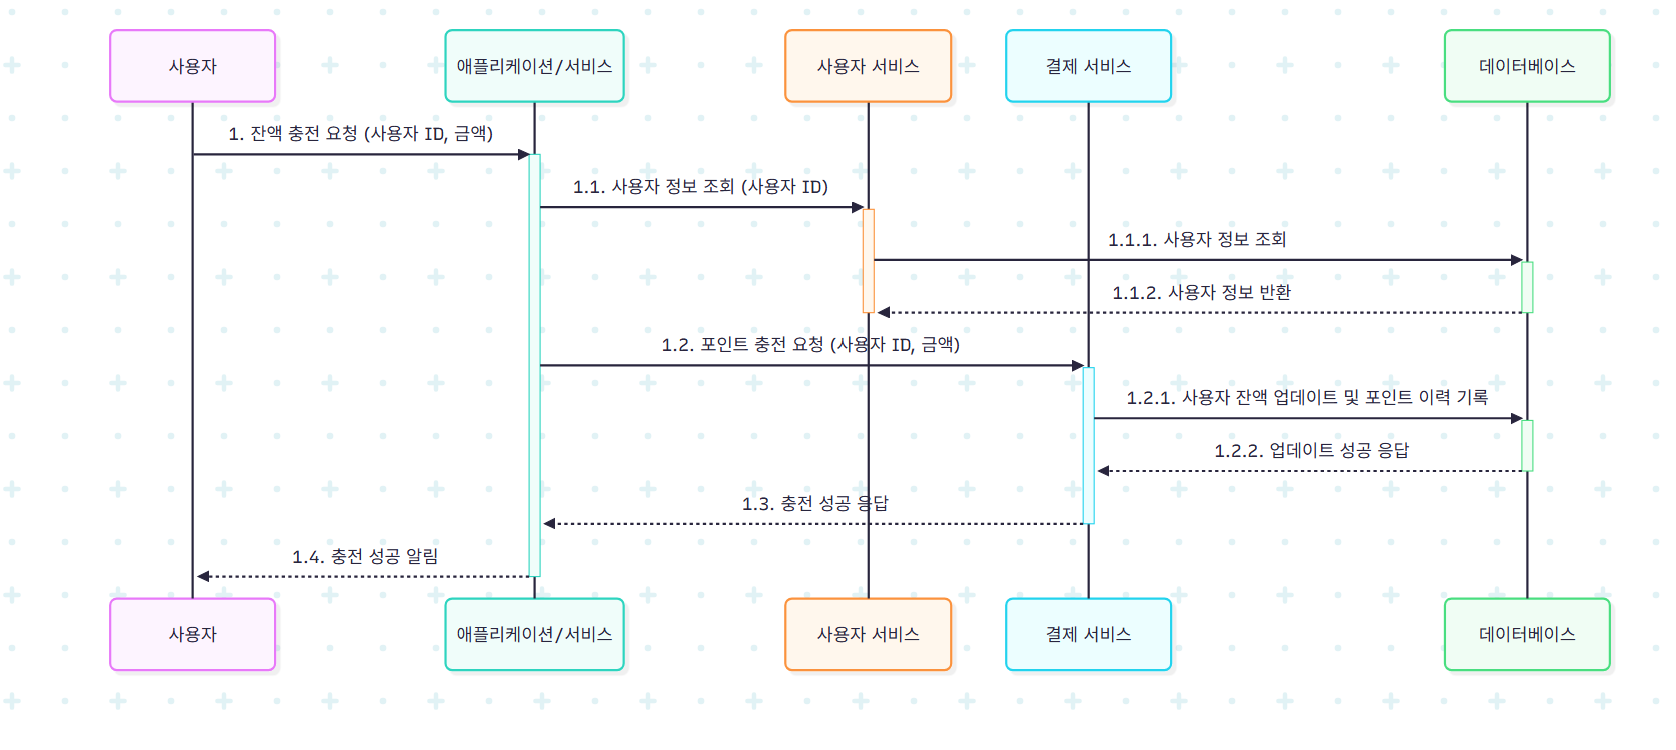 사용자
애플리케이션/서비스
사용자 서비스
결제 서비스
데이터베이스
1. 잔액 충전 요청 (사용자 ID, 금액)
1.1. 사용자 정보 조회 (사용자 ID)
1.1.1. 사용자 정보 조회
1.1.2. 사용자 정보 반환
1.2. 포인트 충전 요청 (사용자 ID, 금액)
1.2.1. 사용자 잔액 업데이트 및 포인트 이력 기록
1.2.2. 업데이트 성공 응답
1.3. 충전 성공 응답
1.4. 충전 성공 알림
사용자
애플리케이션/서비스
사용자 서비스
결제 서비스
데이터베이스